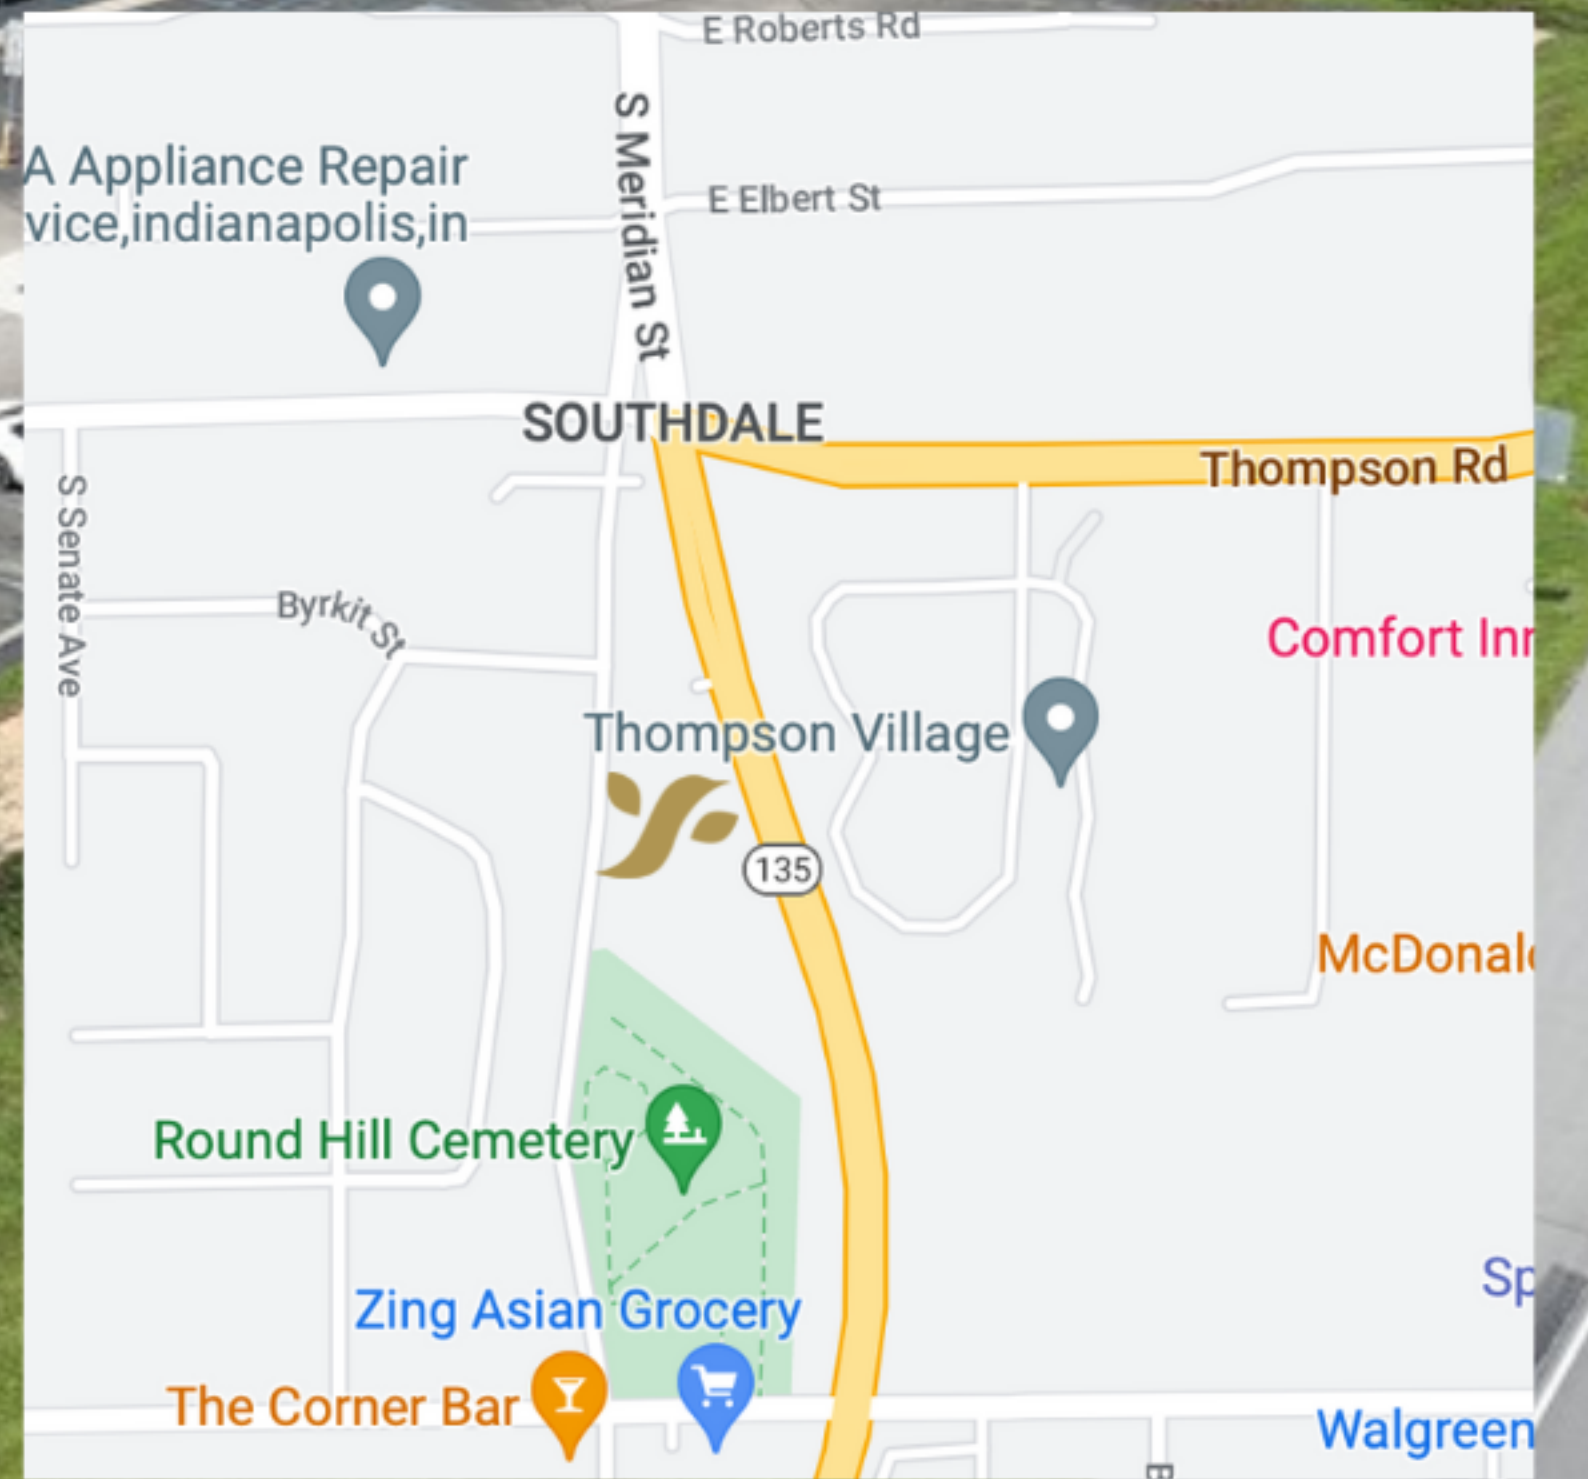 E Roberts Rd
S Meridian St
A Appliance Repair
vice,indianapolis,in
E Elbert St
SOUTHDALE
Thompson Rd
S Senate Ave
Byrkit St
Comfort Inn
Thompson Village
135
McDonald
Round Hill Cemetery
Sp
Zing Asian Grocery
The Corner Bar
Walgreen